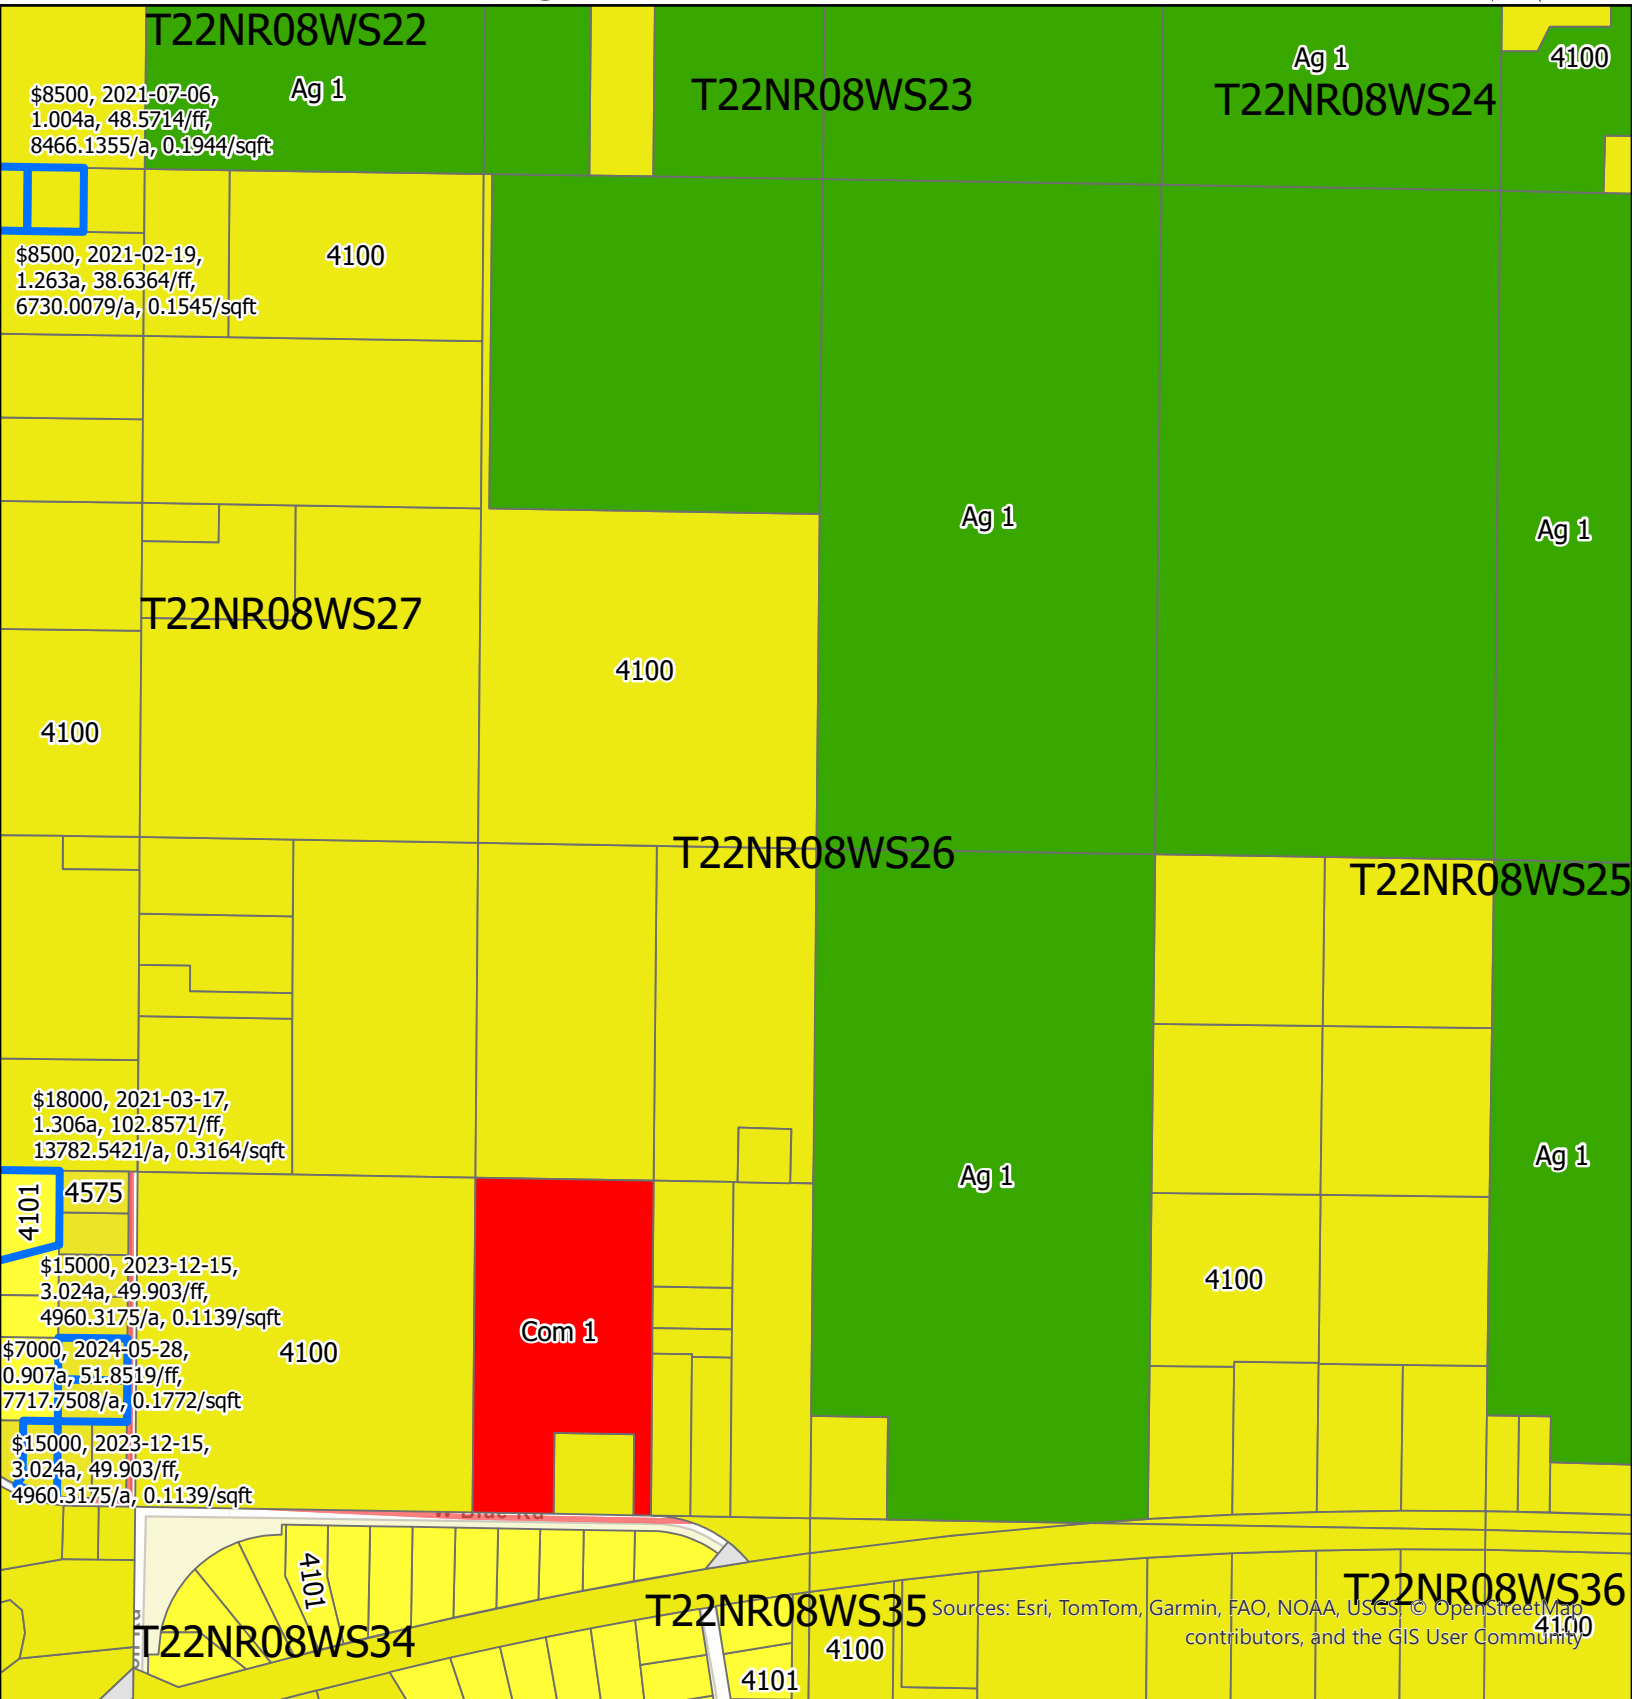 T22NR08WS22
Ag 1
T22NR08WS23
Ag 1
T22NR08WS24
4100
$8500, 2021-07-06,
1.004a, 48.5714/ff,
8466.1355/a, 0.1944/sqft
$8500, 2021-02-19,
1.263a, 38.6364/ff,
6730.0079/a, 0.1545/sqft
4100
Ag 1
Ag 1
T22NR08WS27
4100
4100
T22NR08WS26
T22NR08WS25
$18000, 2021-03-17,
1.306a, 102.8571/ff,
13782.5421/a, 0.3164/sqft
4101
4575
Ag 1
Ag 1
$15000, 2023-12-15,
3.024a, 49.903/ff,
4960.3175/a, 0.1139/sqft
4100
Com 1
4100
$7000, 2024-05-28,
0.907a, 51.8519/ff,
7717.7508/a, 0.1772/sqft
$15000, 2023-12-15,
3.024a, 49.903/ff,
4960.3175/a, 0.1139/sqft
W Blue Rd
4101
T22NR08WS34
T22NR08WS35
T22NR08WS36
Sources: Esri, TomTom, Garmin, FAO, NOAA, USGS, © OpenStreetMap
contributors, and the GIS User Community
4100
4100
4101